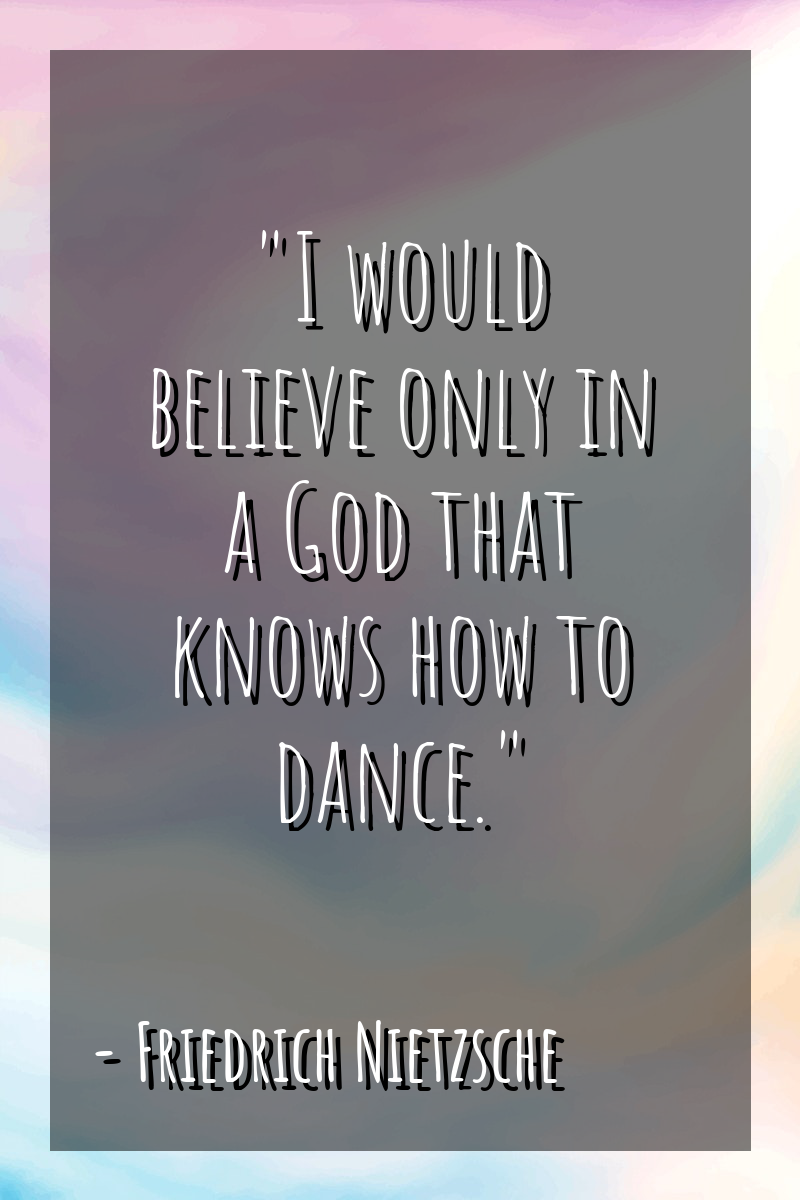 "I would
believe only in
a God that
knows how to
dance."
- Friedrich Nietzsche